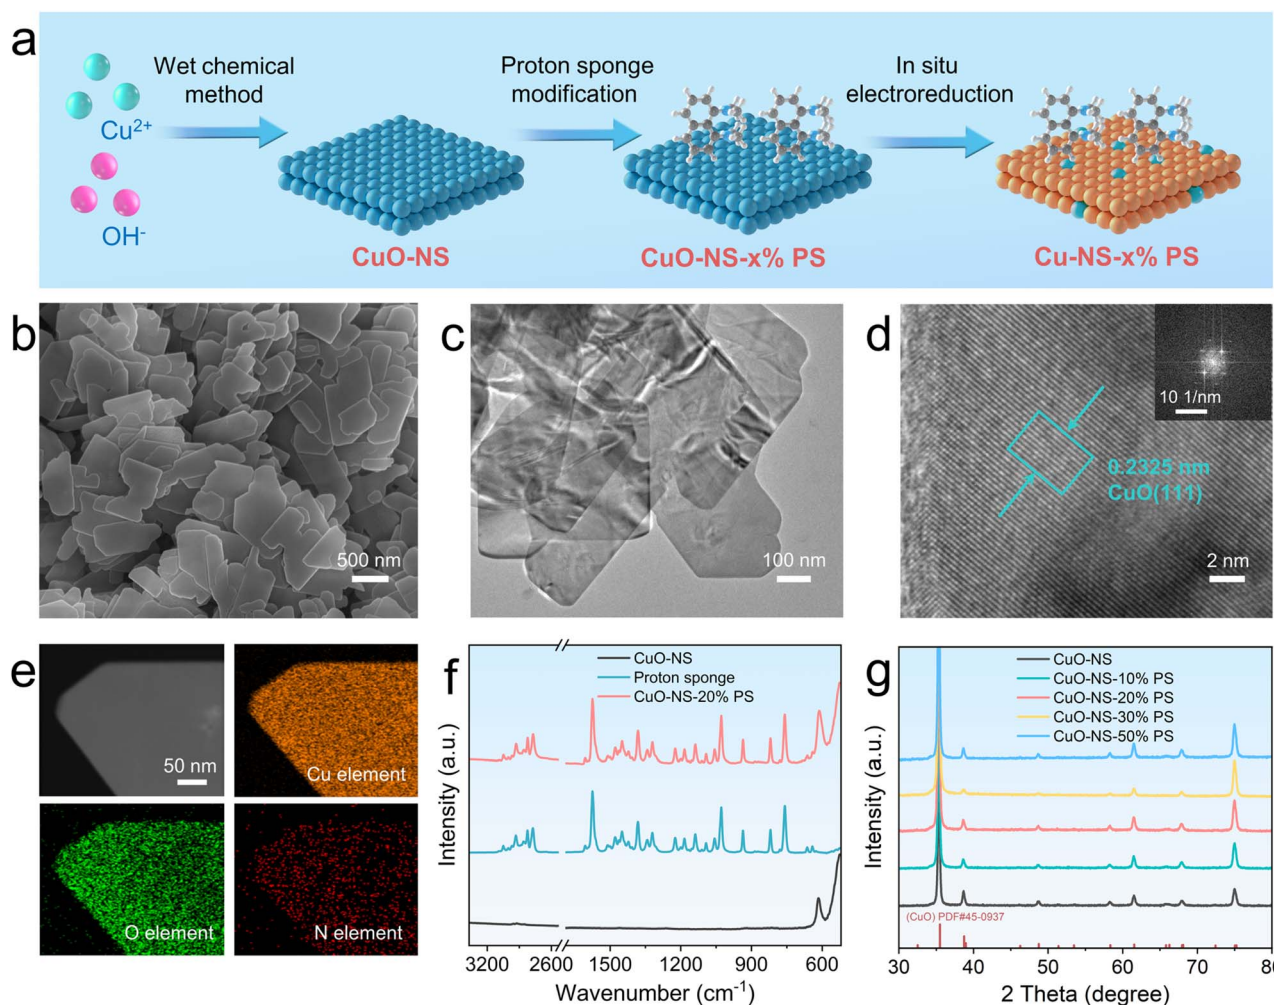 a
Wet chemical
method
Proton sponge
modification
In situ
electroreduction
Cu2+
OH-
CuO-NS
CuO-NS-x% PS
Cu-NS-x% PS
b
500 nm
c
100 nm
d
10 1/nm
0.2325 nm
CuO(111)
2 nm
e
50 nm
Cu element
O element
N element
f
CuO-NS
Proton sponge
CuO-NS-20% PS
Intensity (a.u.)
3200 2600 1500 1200 900 600
Wavenumber (cm-1)
g
CuO-NS
CuO-NS-10% PS
CuO-NS-20% PS
CuO-NS-30% PS
CuO-NS-50% PS
Intensity (a.u.)
(CuO) PDF#45-0937
30 40 50 60 70 80
2 Theta (degree)